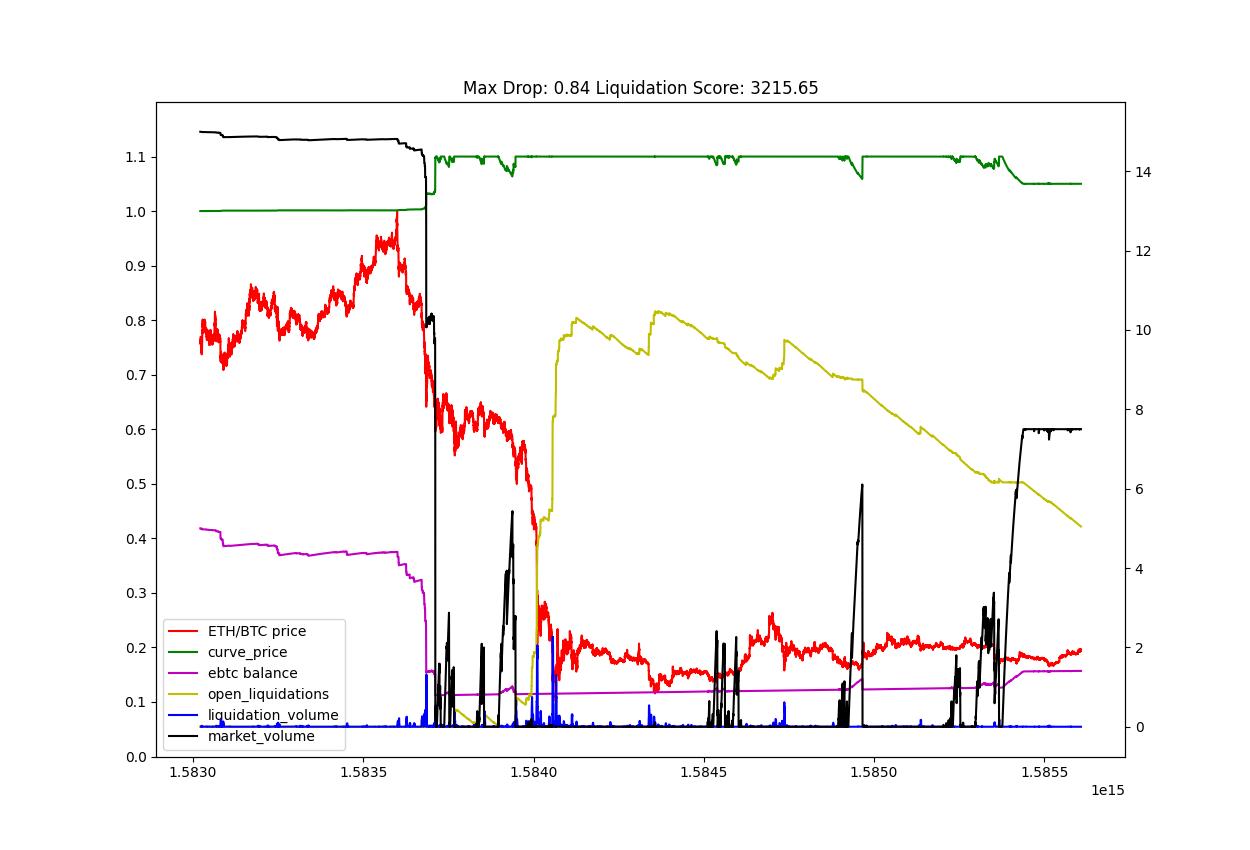 Max Drop: 0.84 Liquidation Score: 3215.65
1.1
1.0
0.9
0.8
0.7
0.6
0.5
0.4
0.3
0.2
0.1
0.0
14
12
10
8
6
4
2
0
ETH/BTC price
curve_price
ebtc balance
open_liquidations
liquidation_volume
market_volume
1.5830 1.5835 1.5840 1.5845 1.5850 1.5855
1e15